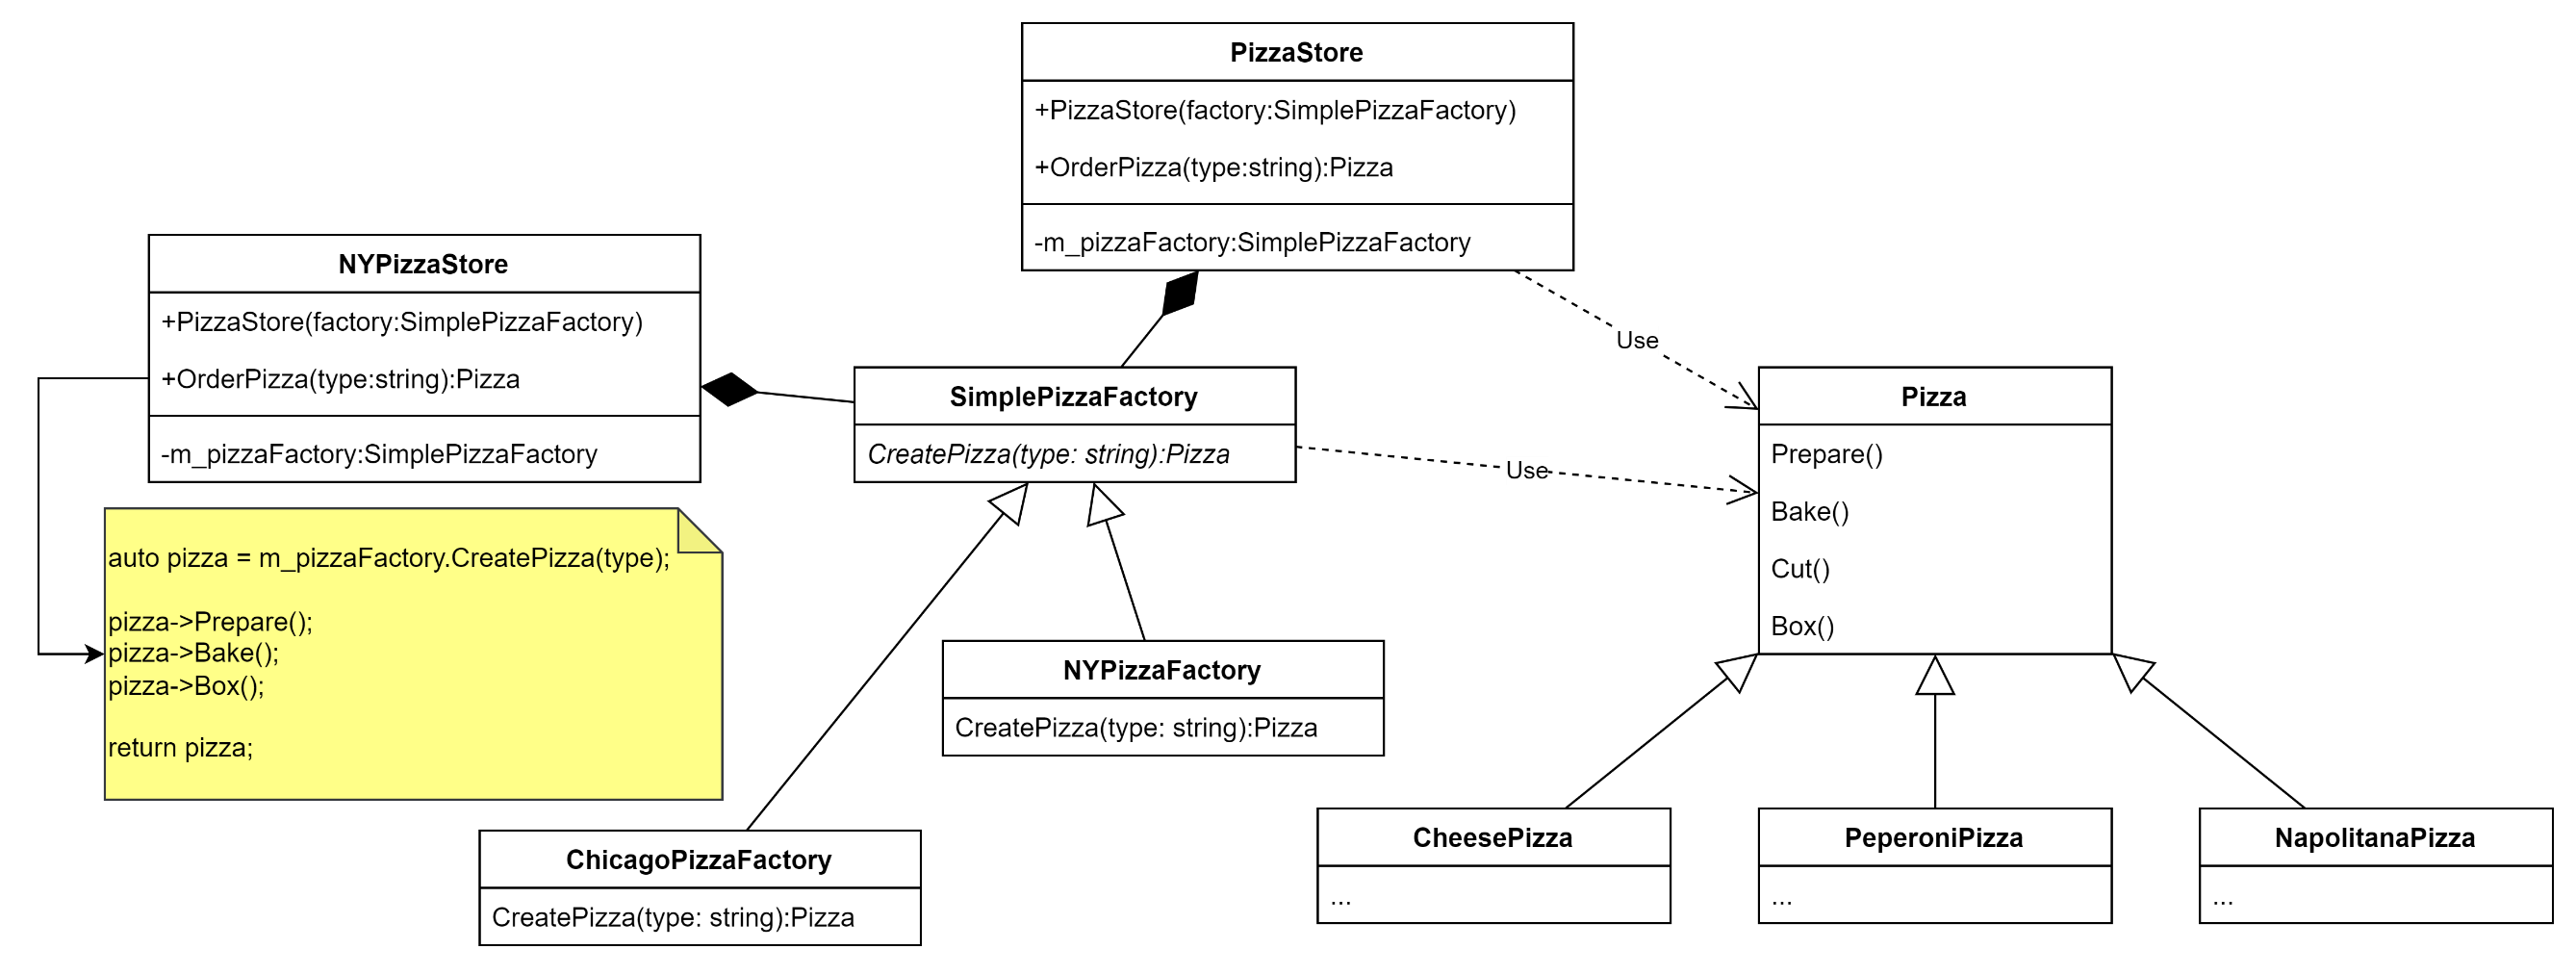 PizzaStore
+PizzaStore(factory:SimplePizzaFactory)
+OrderPizza(type:string):Pizza
-m_pizzaFactory:SimplePizzaFactory
NYPizzaStore
+PizzaStore(factory:SimplePizzaFactory)
+OrderPizza(type:string):Pizza
-m_pizzaFactory:SimplePizzaFactory
Use
SimplePizzaFactory
CreatePizza(type: string):Pizza
Use
Pizza
Prepare()
Bake()
Cut()
Box()
auto pizza = m_pizzaFactory.CreatePizza(type);
pizza->Prepare();
pizza->Bake();
pizza->Box();
return pizza;
NYPizzaFactory
CreatePizza(type: string):Pizza
ChicagoPizzaFactory
CreatePizza(type: string):Pizza
CheesePizza
...
PeperoniPizza
...
NapolitanaPizza
...